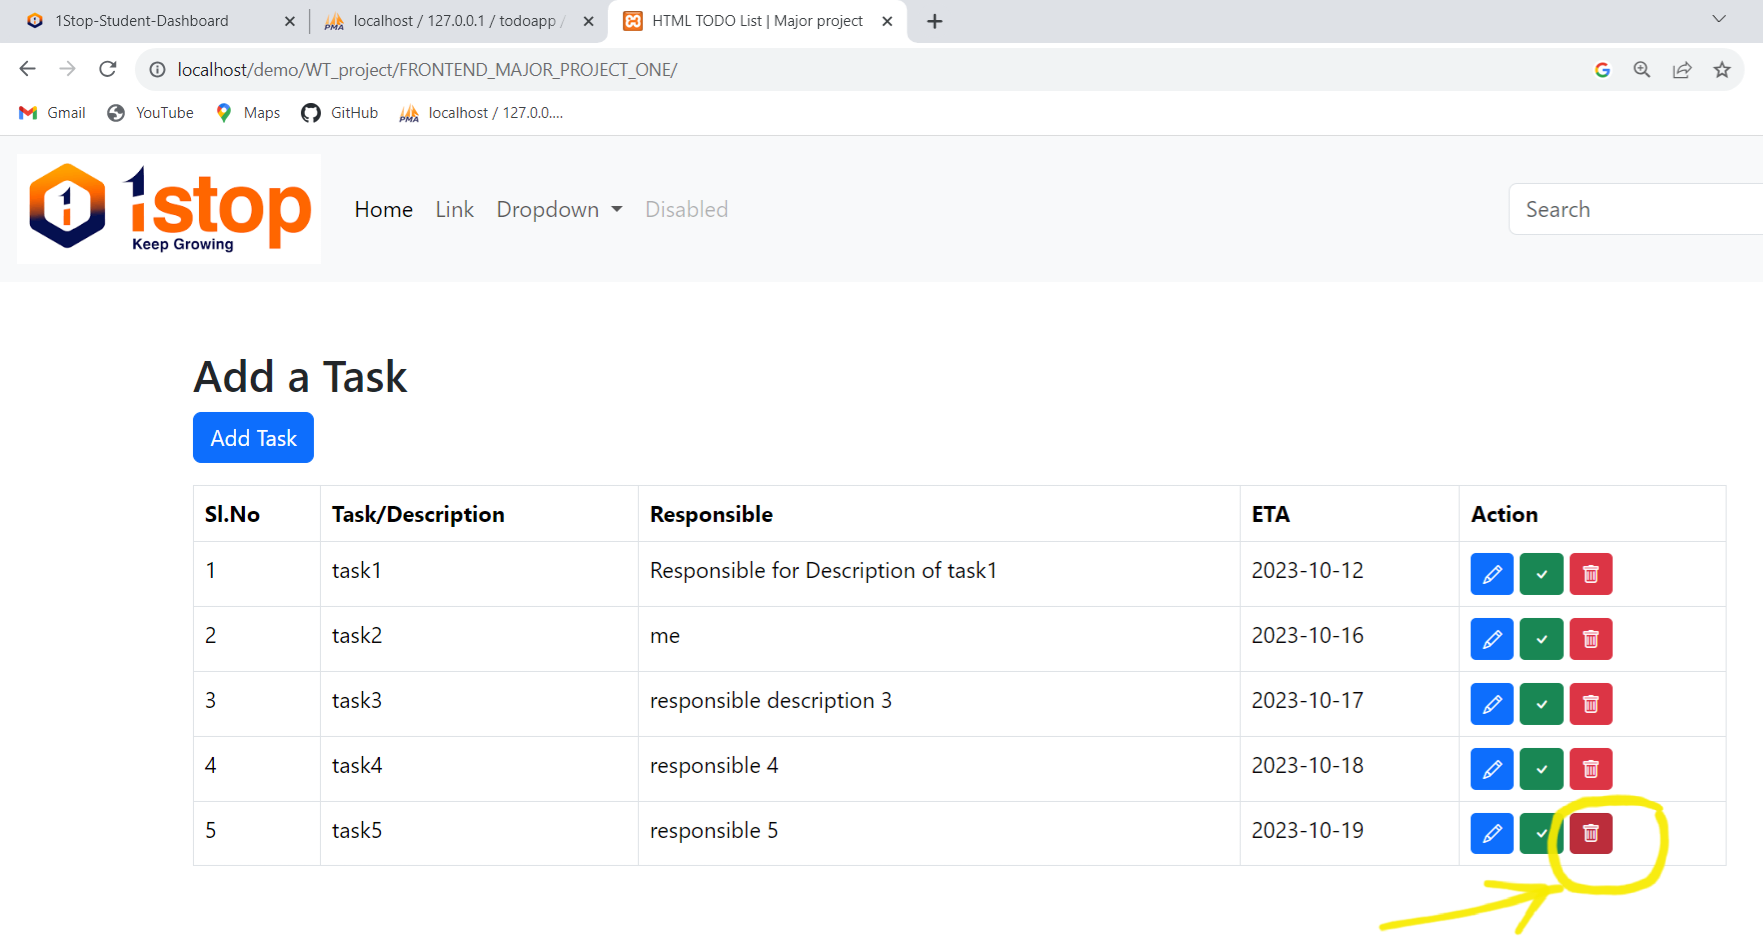 1Stop-Student-Dashboard
localhost / 127.0.0.1 / todoapp /
HTML TODO List | Major project
localhost/demo/WT_project/FRONTEND_MAJOR_PROJECT_ONE/
Gmail YouTube Maps GitHub PMA localhost / 127.0.0....
1stop
Keep Growing
Home Link Dropdown Disabled
Search
Add a Task
Add Task
Sl.No Task/Description Responsible ETA Action
1 task1 Responsible for Description of task1 2023-10-12
2 task2 me 2023-10-16
3 task3 responsible description 3 2023-10-17
4 task4 responsible 4 2023-10-18
5 task5 responsible 5 2023-10-19